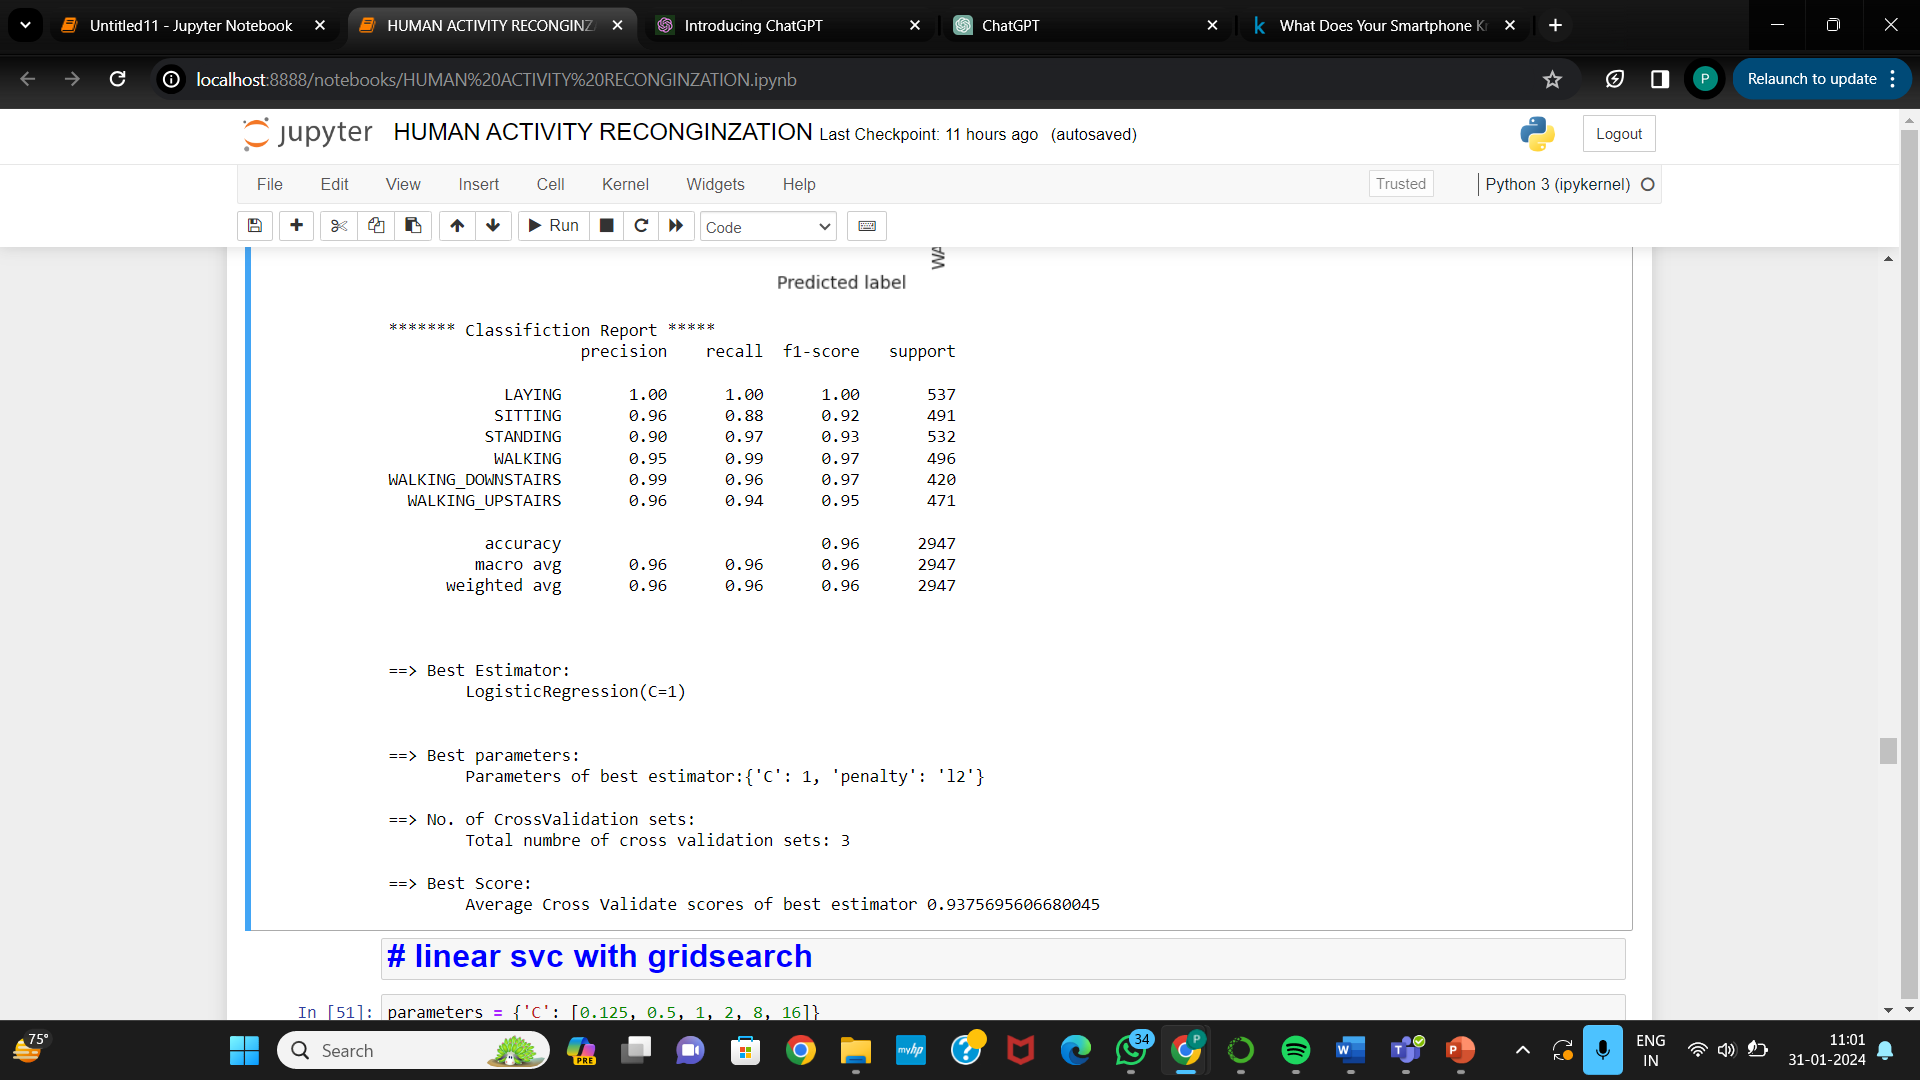 Untitled11 - Jupyter Notebook
HUMAN ACTIVITY RECONGINZ
Introducing ChatGPT
ChatGPT
What Does Your Smartphone Kr
localhost:8888/notebooks/HUMAN%20ACTIVITY%20RECONGINZATION.ipynb
P
Relaunch to update
jupyter HUMAN ACTIVITY RECONGINZATION Last Checkpoint: 11 hours ago (autosaved)
Logout
File Edit View Insert Cell Kernel Widgets Help
Trusted
Python 3 (ipykernel)
Run
Code
WA
Predicted label
******* Classifiction Report *****
precision recall f1-score support
LAYING 1.00 1.00 1.00 537
SITTING 0.96 0.88 0.92 491
STANDING 0.90 0.97 0.93 532
WALKING 0.95 0.99 0.97 496
WALKING_DOWNSTAIRS 0.99 0.96 0.97 420
WALKING_UPSTAIRS 0.96 0.94 0.95 471
accuracy 0.96 2947
macro avg 0.96 0.96 0.96 2947
weighted avg 0.96 0.96 0.96 2947
==> Best Estimator:
LogisticRegression(C=1)
==> Best parameters:
Parameters of best estimator:{'C': 1, 'penalty': 'l2'}
==> No. of CrossValidation sets:
Total numbre of cross validation sets: 3
==> Best Score:
Average Cross Validate scores of best estimator 0.9375695606680045
# linear svc with gridsearch
In [51]: parameters = {'C': [0.125, 0.5, 1, 2, 8, 16]}
75°
Search
PRE
myhp
34
P
ENG
IN
11:01
31-01-2024